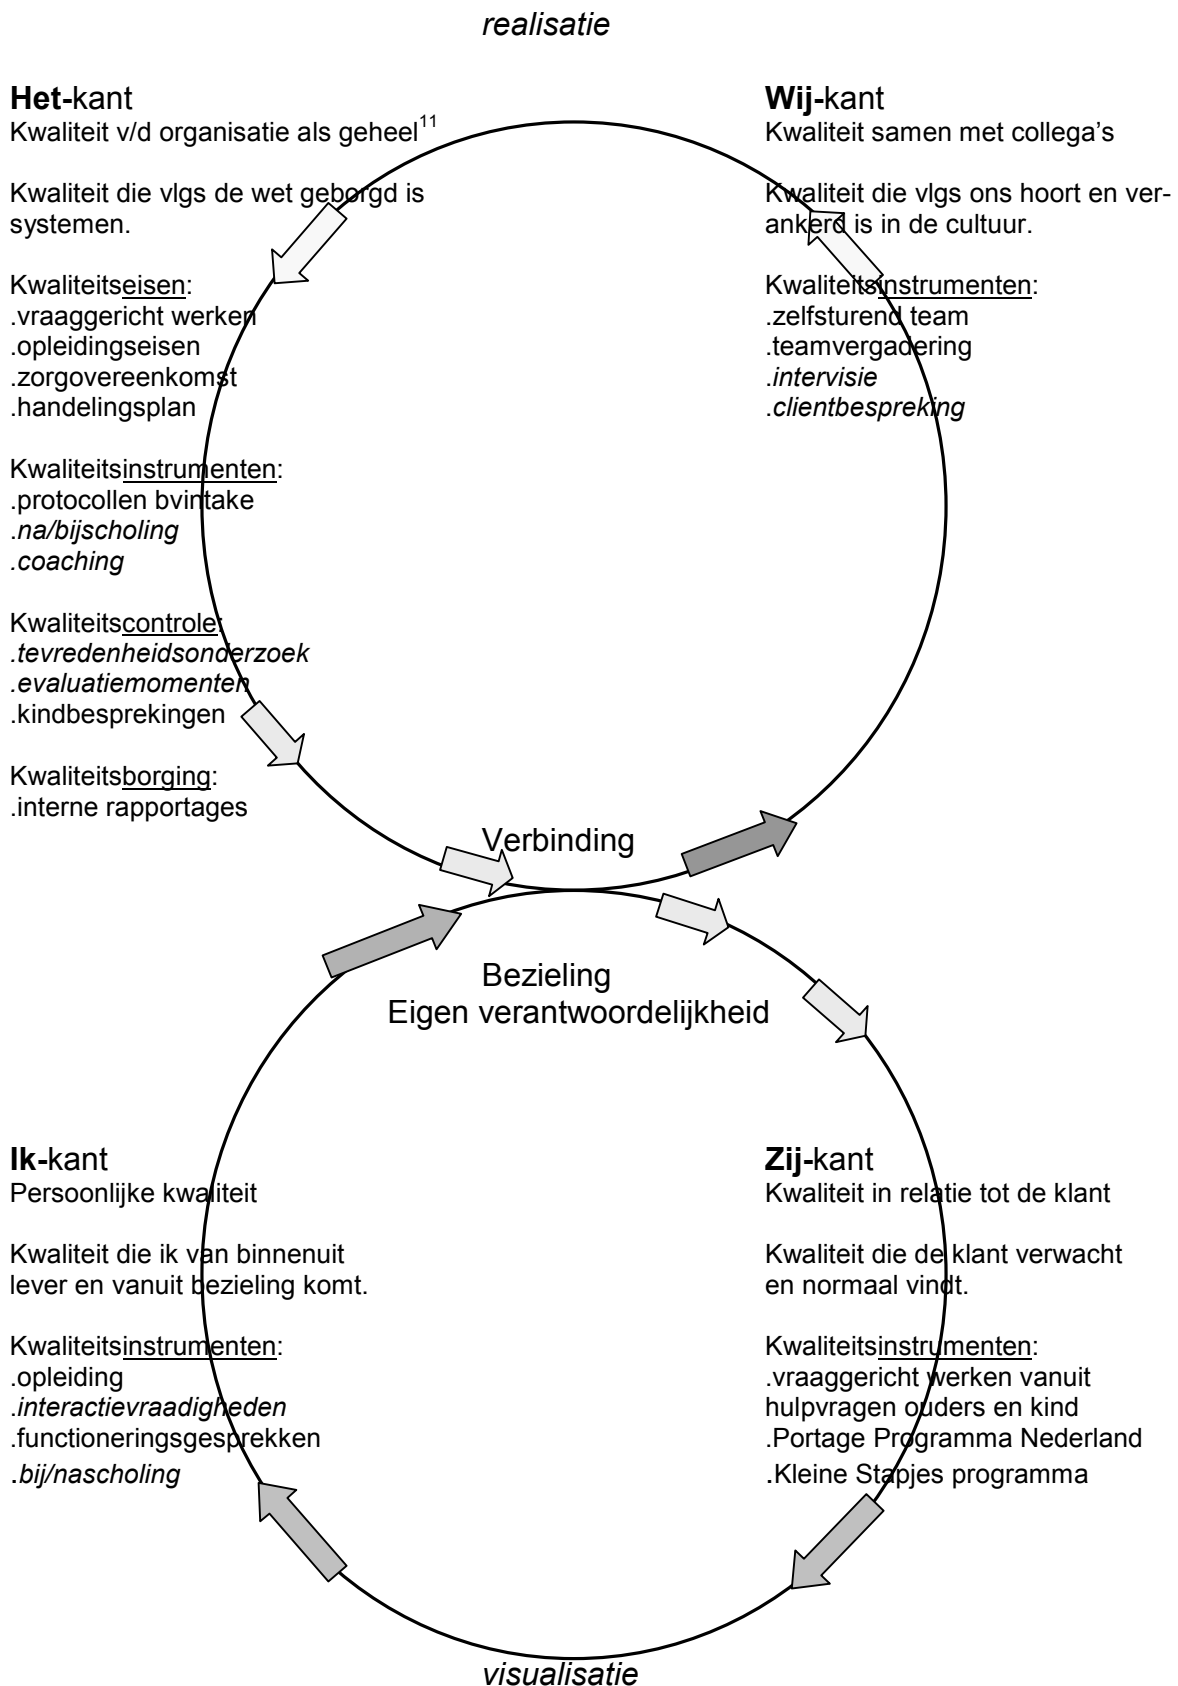 realisatie
Het-kant
Kwaliteit v/d organisatie als geheel11
Kwaliteit die vlgs de wet geborgd is
systemen.
Kwaliteitseisen:
.vraaggericht werken
.opleidingseisen
.zorgovereenkomst
.handelingsplan
Kwaliteitsinstrumenten:
.protocollen bvintake
.na/bijscholing
.coaching
Kwaliteitscontrole:
.tevredenheidsonderzoek
.evaluatiemomenten
.kindbesprekingen
Kwaliteitsborging:
.interne rapportages
Wij-kant
Kwaliteit samen met collega's
Kwaliteit die vlgs ons hoort en ver-
ankerd is in de cultuur.
Kwaliteitsinstrumenten:
.zelfsturend team
.teamvergadering
.intervisie
.clientbespreking
Verbinding
Bezieling
Eigen verantwoordelijkheid
Ik-kant
Persoonlijke kwaliteit
Kwaliteit die ik van binnenuit
lever en vanuit bezieling komt.
Kwaliteitsinstrumenten:
.opleiding
.interactievraadigheden
.functioneringsgesprekken
.bij/nascholing
Zij-kant
Kwaliteit in relatie tot de klant
Kwaliteit die de klant verwacht
en normaal vindt.
Kwaliteitsinstrumenten:
.vraaggericht werken vanuit
hulpvragen ouders en kind
.Portage Programma Nederland
.Kleine Stapjes programma
visualisatie